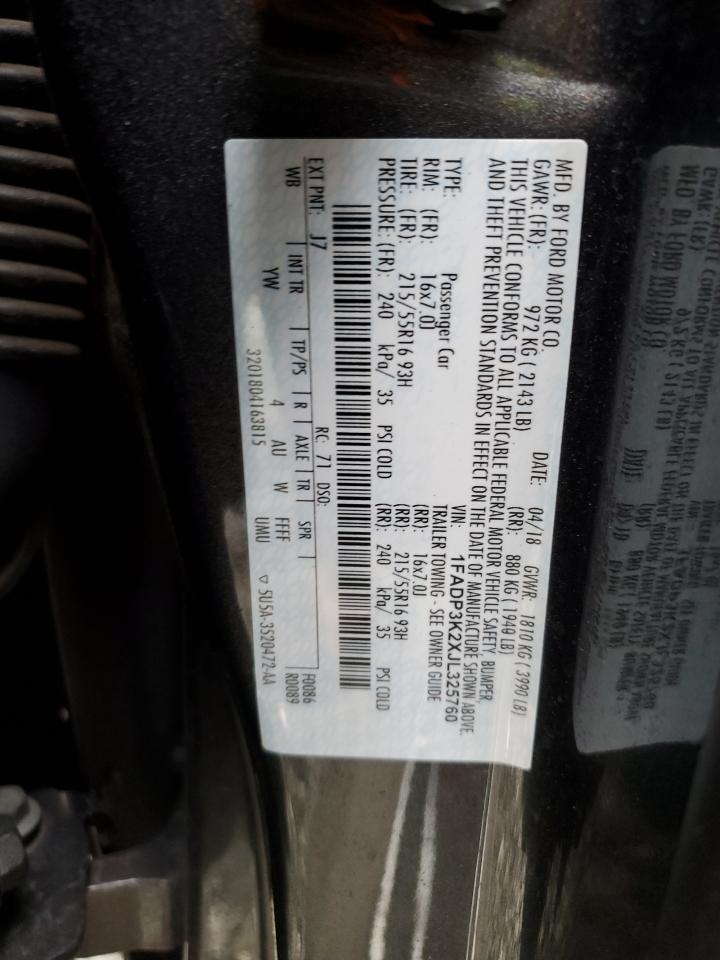 MFD. BY FORD MOTOR CO.
DATE: 04/18 GVWR: 1810 KG ( 3990 LB)
GAWR: (FR): 972 KG ( 2143 LB) (RR): 880 KG ( 1940 LB)
THIS VEHICLE CONFORMS TO ALL APPLICABLE FEDERAL MOTOR VEHICLE SAFETY, BUMPER,
AND THEFT PREVENTION STANDARDS IN EFFECT ON THE DATE OF MANUFACTURE SHOWN ABOVE.
VIN: 1FADP3K2XJL325760
TYPE: Passenger Car TRAILER TOWING - SEE OWNER GUIDE
RIM: (FR): 16x7.0J (RR): 16x7.0J
TIRE: (FR): 215/55R16 93H (RR): 215/55R16 93H
PRESSURE: (FR): 240 kPa/ 35 PSI COLD (RR): 240 kPa/ 35 PSI COLD
EXT PNT: J7 RC: 71 DSO: F0086
WB INT TR TP/PS R AXLE TR SPR R0089
YW 4 AU W FFFF
3201804163815 UMU ▽ 5U5A-3520472-AA